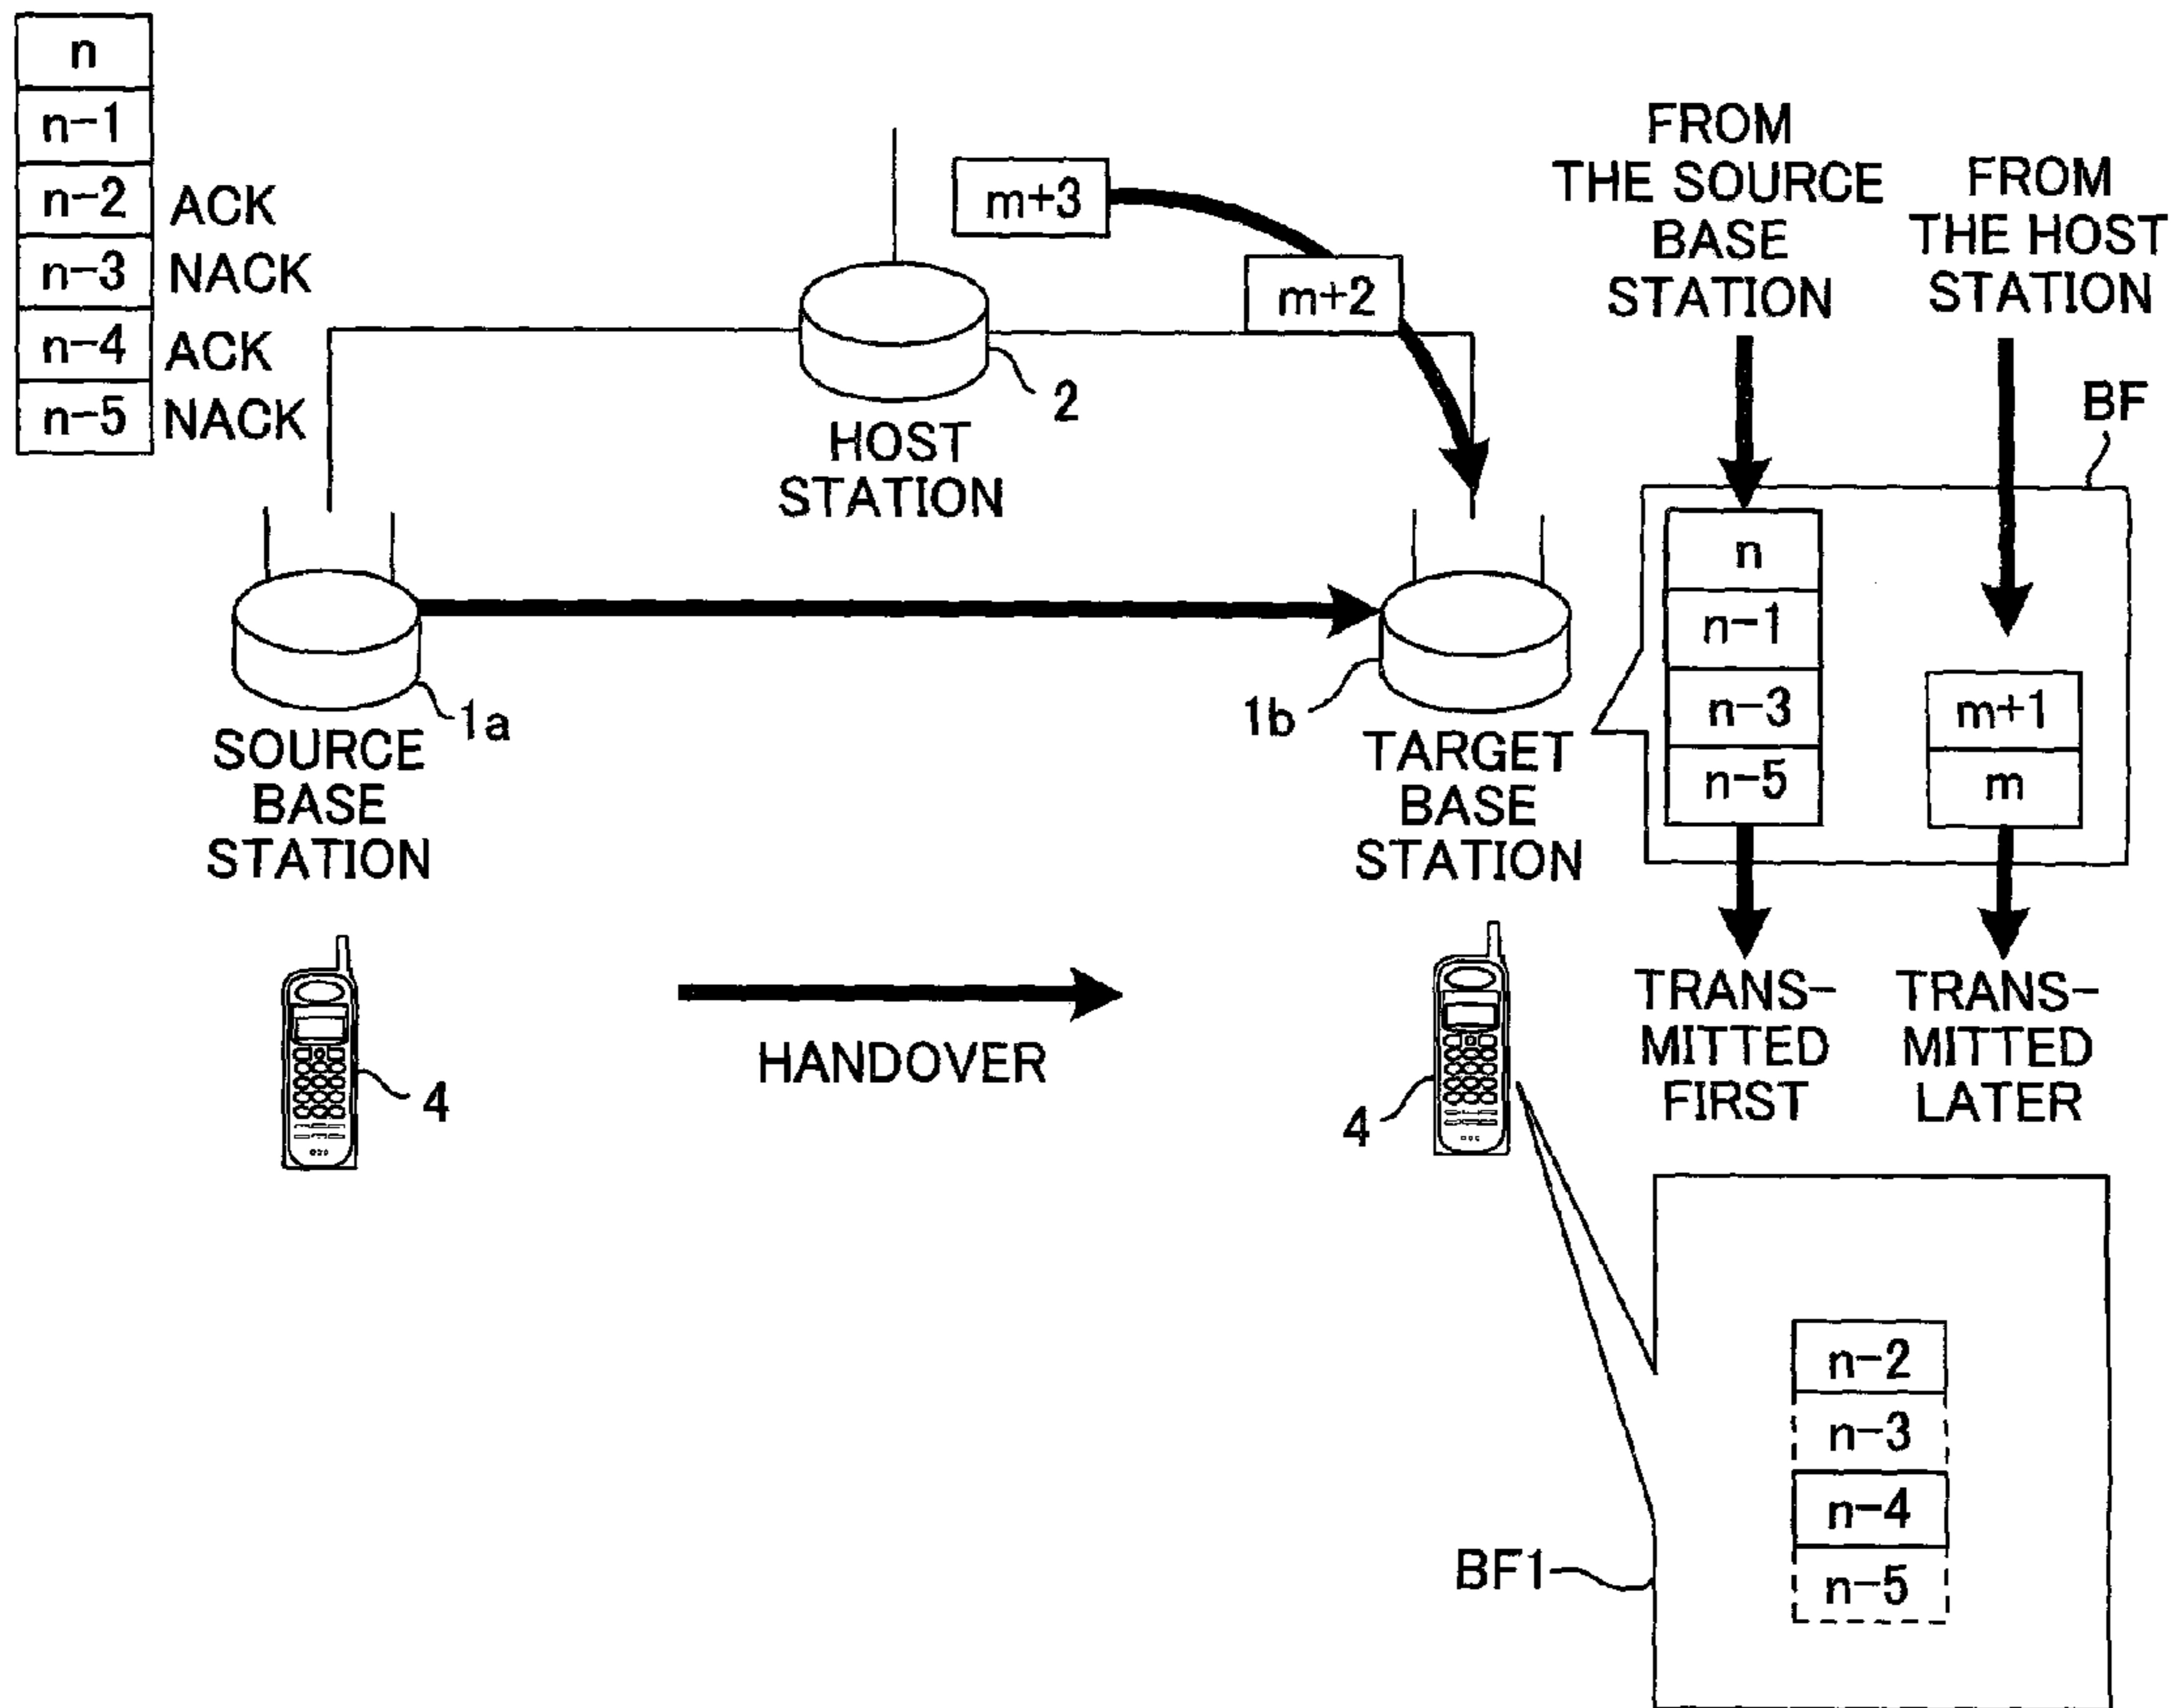 n
n-1
n-2 ACK
n-3 NACK
n-4 ACK
n-5 NACK
m+3
m+2
2
HOST
STATION
FROM
THE SOURCE
BASE
STATION
FROM
THE HOST
STATION
BF
n
n-1
n-3
n-5
m+1
m
1a
SOURCE
BASE
STATION
1b
TARGET
BASE
STATION
4
HANDOVER
4
TRANS-
MITTED
FIRST
TRANS-
MITTED
LATER
n-2
n-3
n-4
n-5
BF1